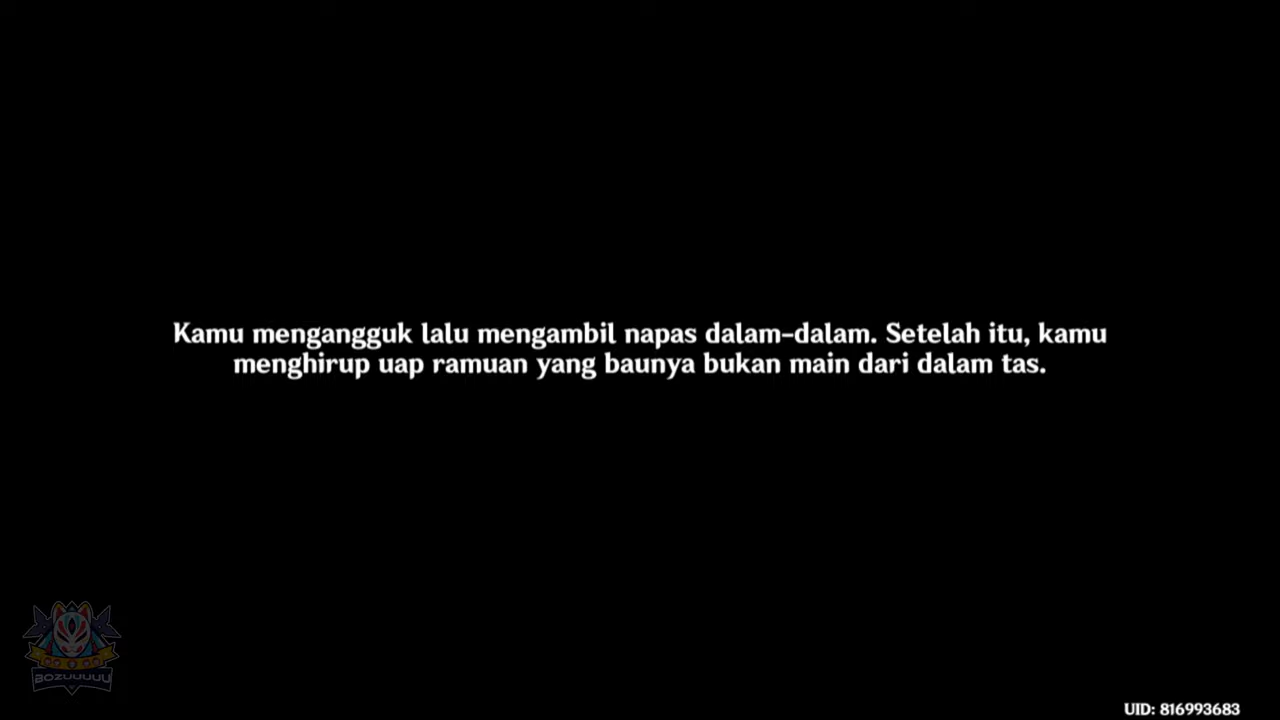 Kamu mengangguk lalu mengambil napas dalam-dalam. Setelah itu, kamu
menghirup uap ramuan yang baunya bukan main dari dalam tas.
BOZUUUUU
UID: 816993683